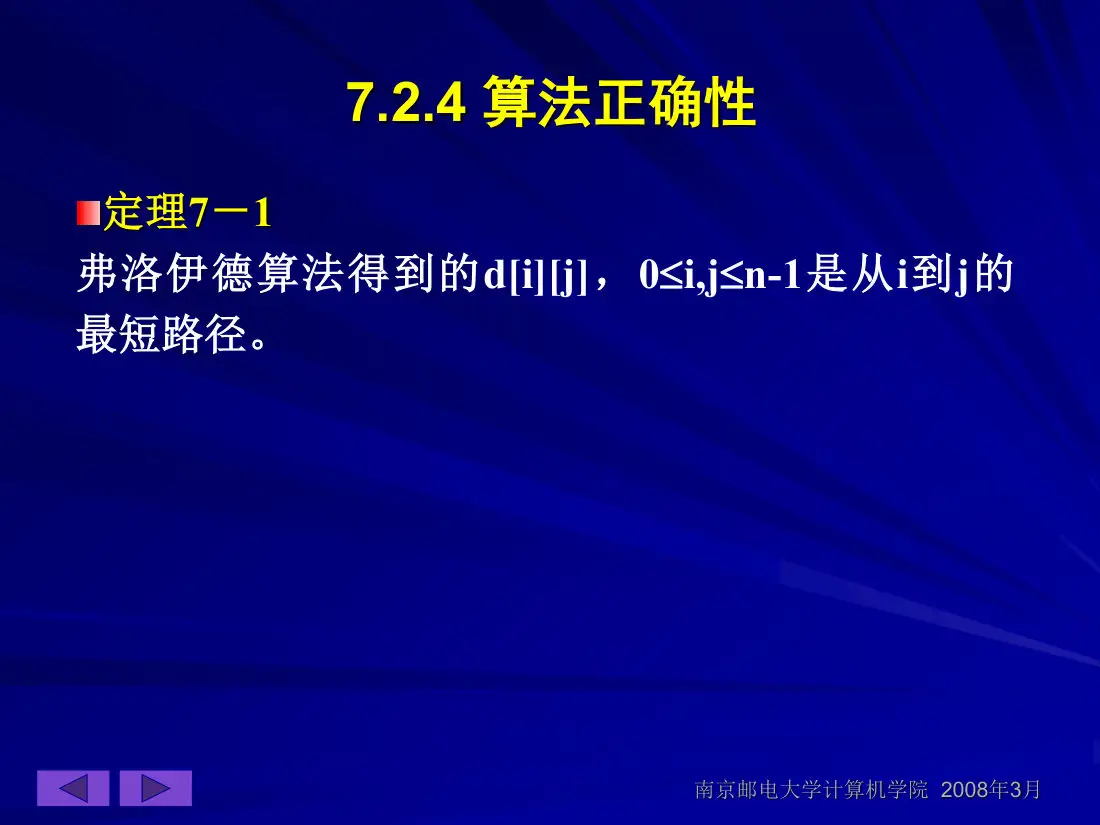 7.2.4 算法正确性
定理7－1
弗洛伊德算法得到的d[i][j]，0≤i,j≤n-1是从i到j的
最短路径。
南京邮电大学计算机学院 2008年3月